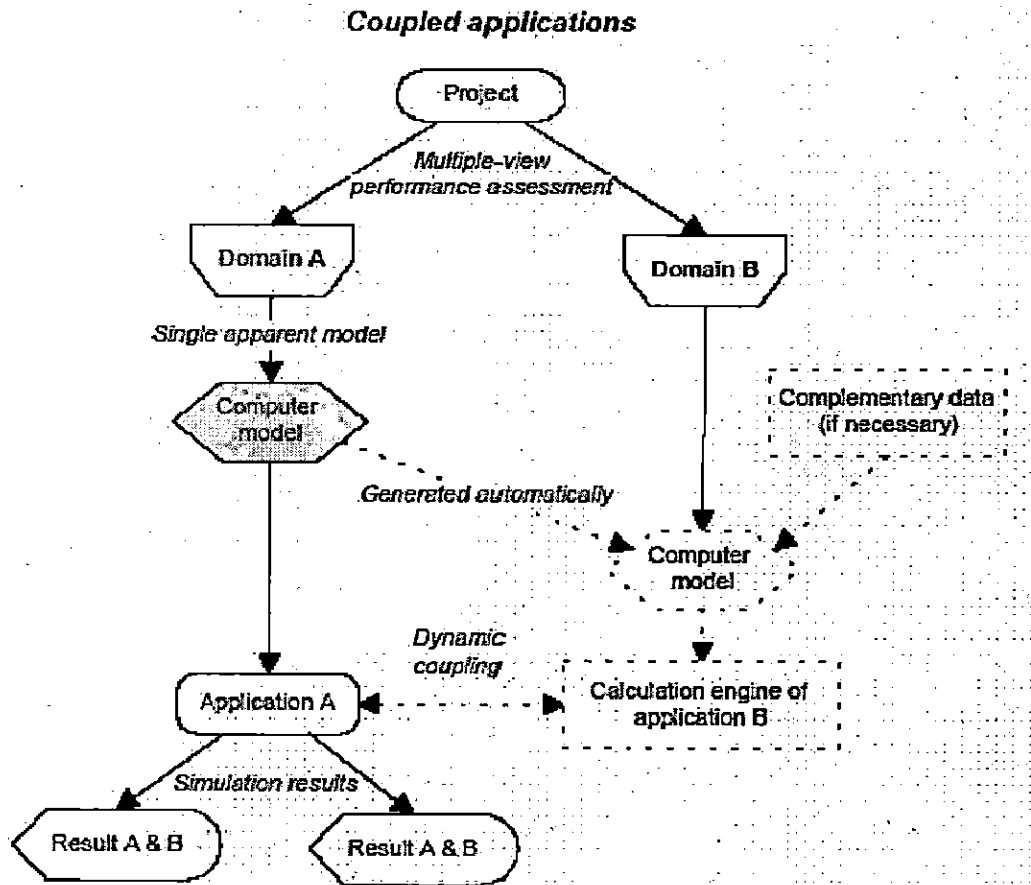 Coupled applications
Project
Multiple-view
performance assessment
Domain A
Domain B
Single apparent model
Computer
model
Complementary data
(if necessary)
Generated automatically
Computer
model
Dynamic
coupling
Application A
Calculation engine of
application B
Simulation results
Result A & B
Result A & B